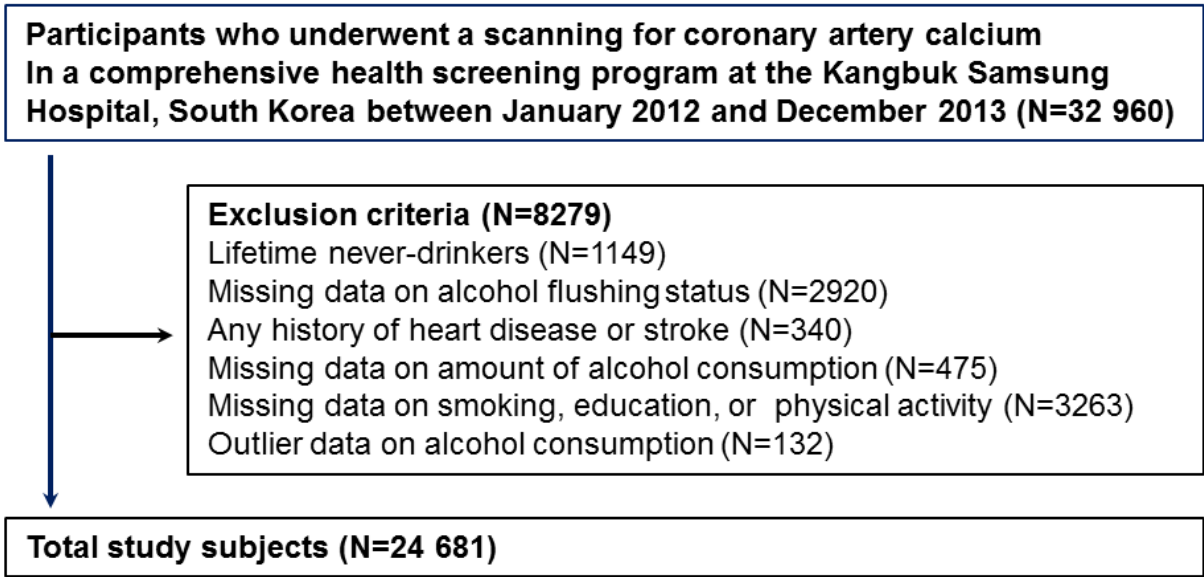 Participants who underwent a scanning for coronary artery calcium
In a comprehensive health screening program at the Kangbuk Samsung
Hospital, South Korea between January 2012 and December 2013 (N=32 960)
Exclusion criteria (N=8279)
Lifetime never-drinkers (N=1149)
Missing data on alcohol flushing status (N=2920)
Any history of heart disease or stroke (N=340)
Missing data on amount of alcohol consumption (N=475)
Missing data on smoking, education, or physical activity (N=3263)
Outlier data on alcohol consumption (N=132)
Total study subjects (N=24 681)